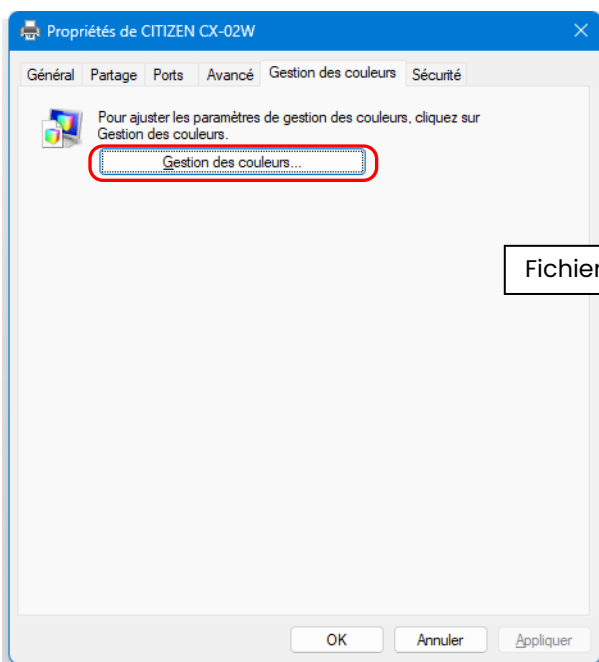 Propriétés de CITIZEN CX-02W
Général Partage Ports Avancé Gestion des couleurs Sécurité
Pour ajuster les paramètres de gestion des couleurs, cliquez sur
Gestion des couleurs.
Gestion des couleurs...
Fichier
OK Annuler Appliquer